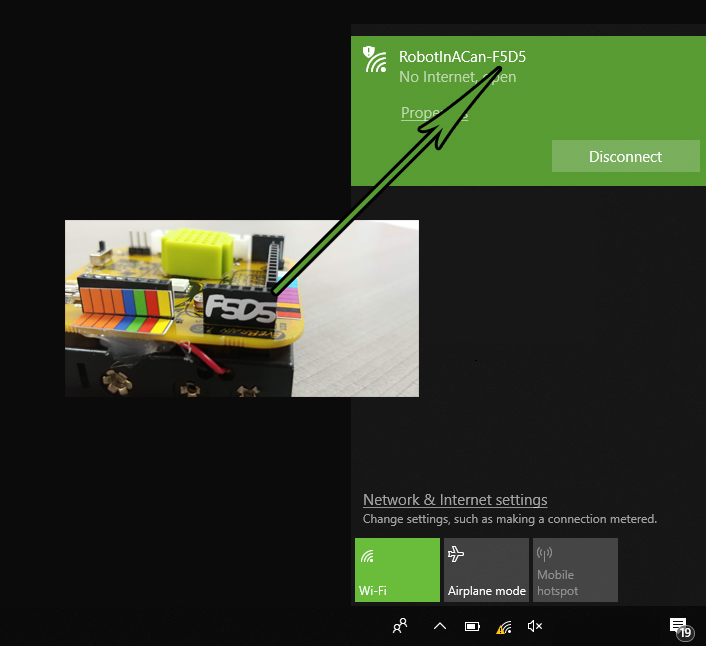 RobotInACan-F5D5
No Internet, open
Properties
Disconnect
F5D5
Network & Internet settings
Change settings, such as making a connection metered.
Wi-Fi
Airplane mode
Mobile
hotspot
19